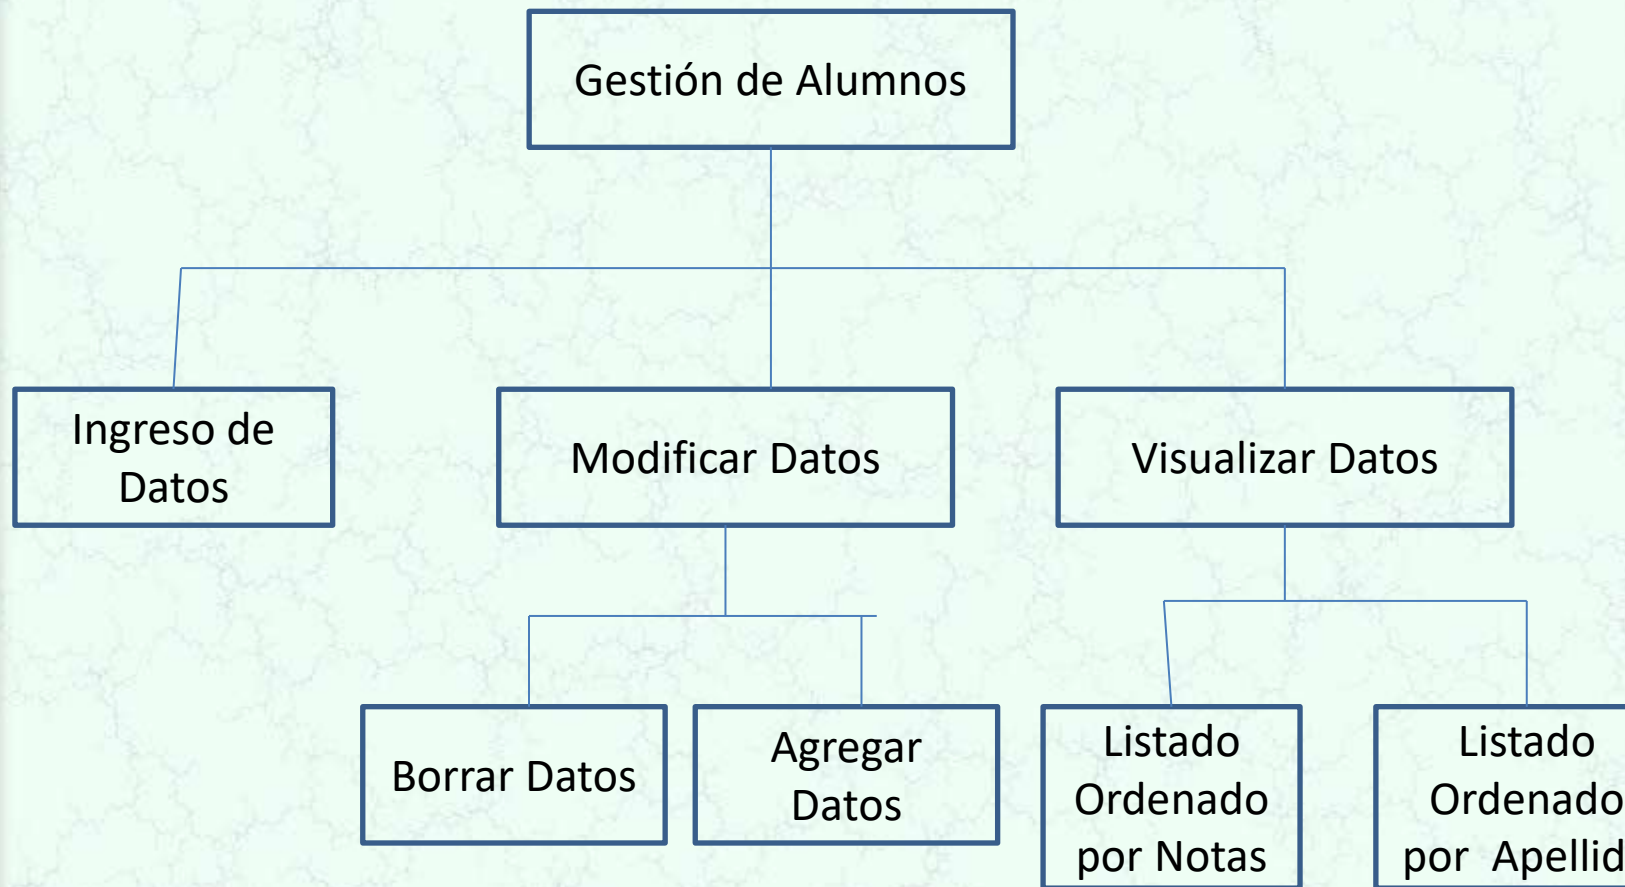 Gestión de Alumnos
Ingreso de
Datos
Modificar Datos
Visualizar Datos
Borrar Datos
Agregar
Datos
Listado
Ordenado
por Notas
Listado
Ordenado
por Apellid